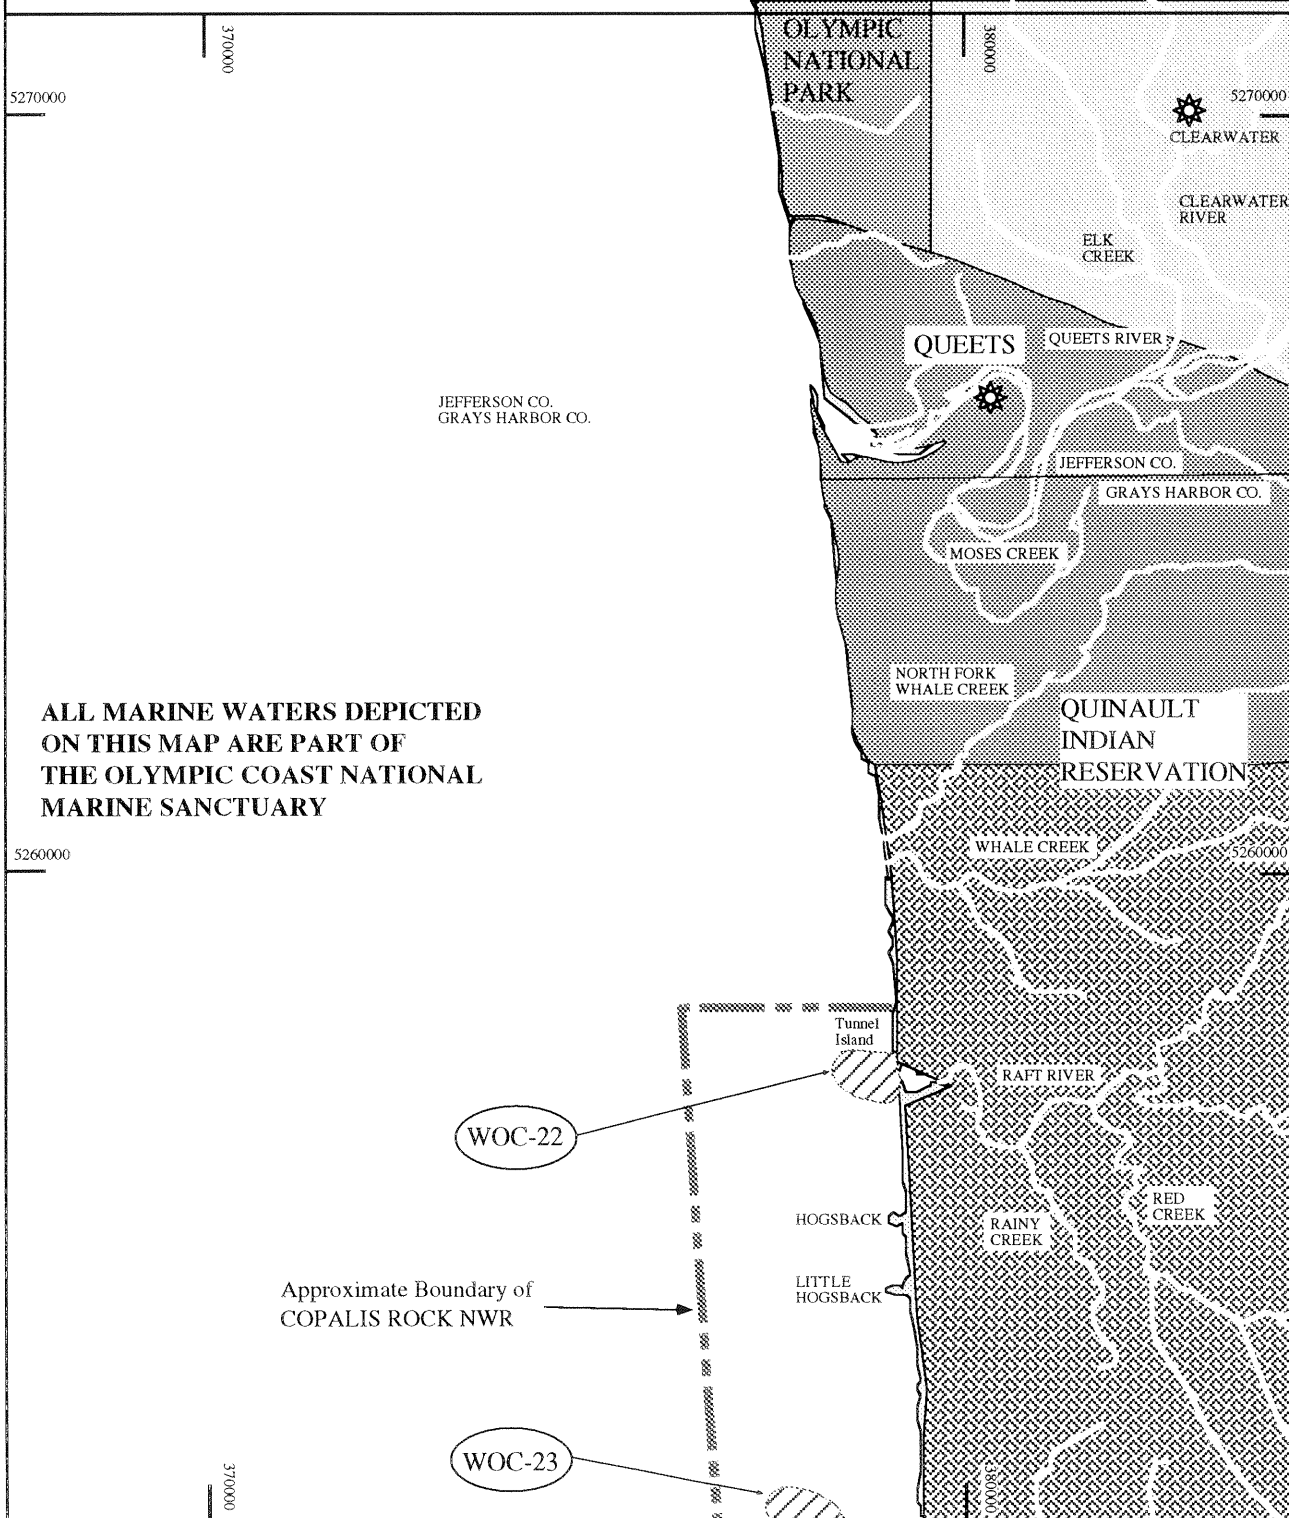 OLYMPIC
NATIONAL
PARK
370000
380000
5270000
5270000
CLEARWATER
CLEARWATER
RIVER
ELK
CREEK
QUEETS
QUEETS RIVER
JEFFERSON CO.
GRAYS HARBOR CO.
JEFFERSON CO.
GRAYS HARBOR CO.
MOSES CREEK
NORTH FORK
WHALE CREEK
QUINAULT
INDIAN
RESERVATION
ALL MARINE WATERS DEPICTED
ON THIS MAP ARE PART OF
THE OLYMPIC COAST NATIONAL
MARINE SANCTUARY
WHALE CREEK
5260000
5260000
Tunnel
Island
RAFT RIVER
WOC-22
HOGSBACK
RED
CREEK
RAINY
CREEK
LITTLE
HOGSBACK
Approximate Boundary of
COPALIS ROCK NWR
WOC-23
370000
380000